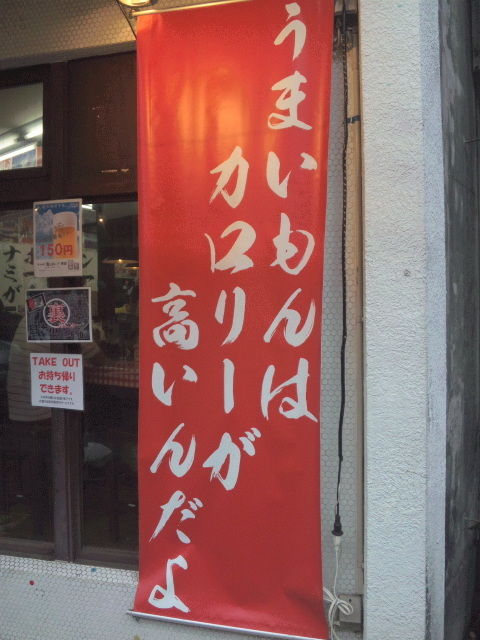 うまいもんは
カロリーが
高いんだよ
150円
裏
TAKE OUT
お持ち帰り
できます。